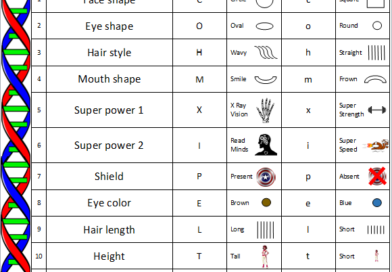 1 Face shape C Circle c Square
2 Eye shape O Oval o Round
3 Hair style H Wavy h Straight
4 Mouth shape M Smile m Frown
5 Super power 1 X X Ray Vision x Super Strength
6 Super power 2 I Read Minds i Super Speed
7 Shield P Present p Absent
8 Eye color E Brown e Blue
9 Hair length L Long l Short
10 Height T Tall t Short